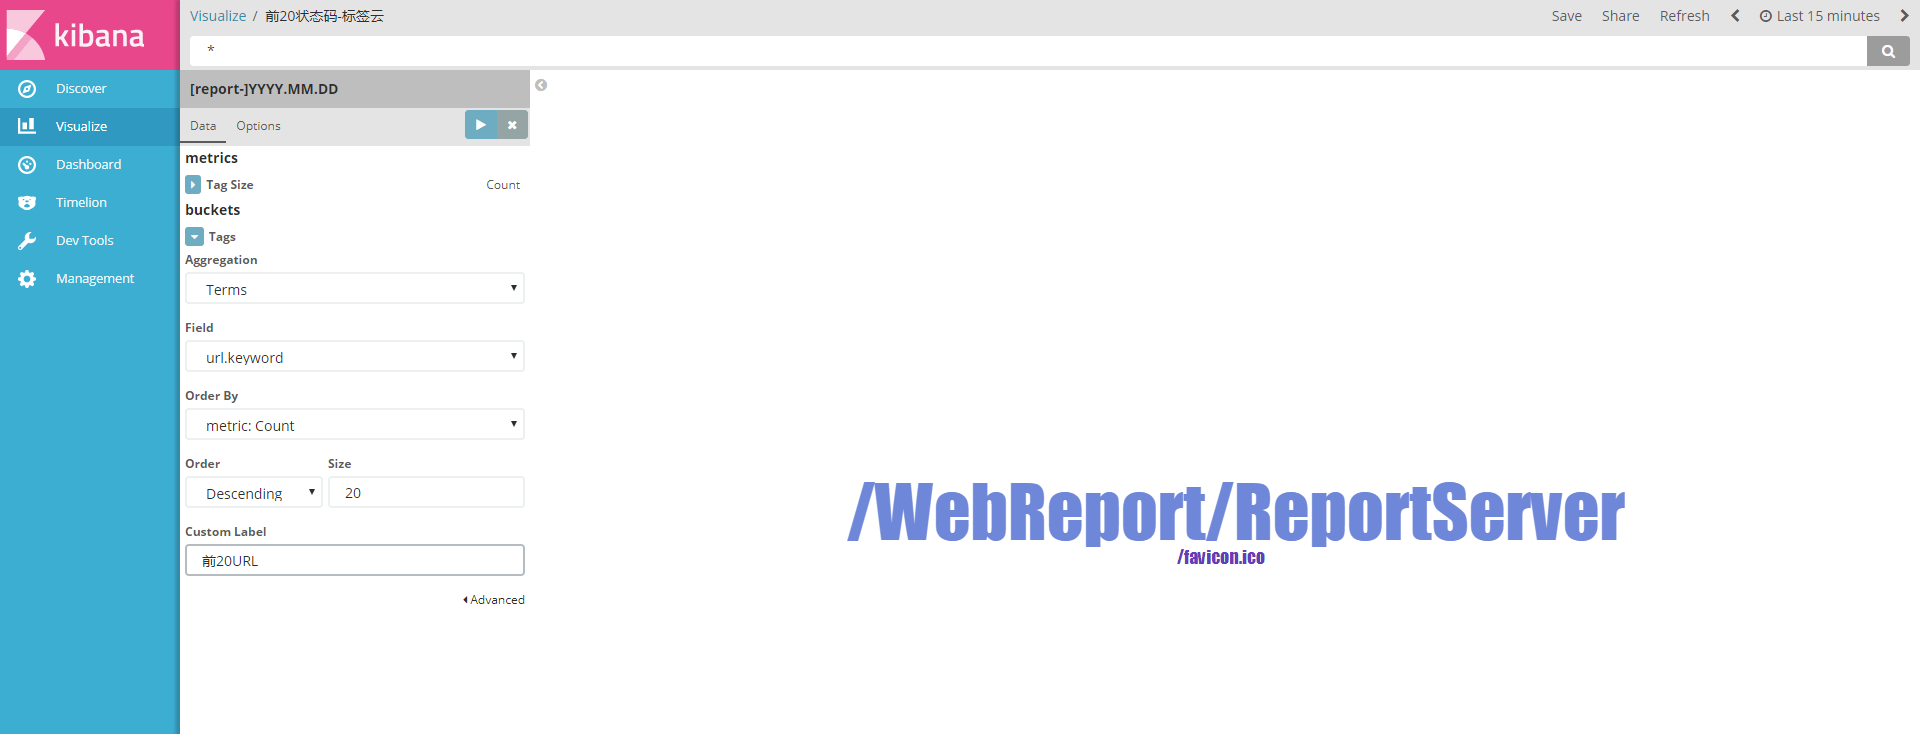 kibana
Visualize / 前20状态码-标签云
Save Share Refresh Last 15 minutes
*
Discover
Visualize
Dashboard
Timelion
Dev Tools
Management
[report-]YYYY.MM.DD
Data Options
metrics
Tag Size Count
buckets
Tags
Aggregation
Terms
Field
url.keyword
Order By
metric: Count
Order Size
Descending 20
Custom Label
前20URL
Advanced
/WebReport/ReportServer
/favicon.ico